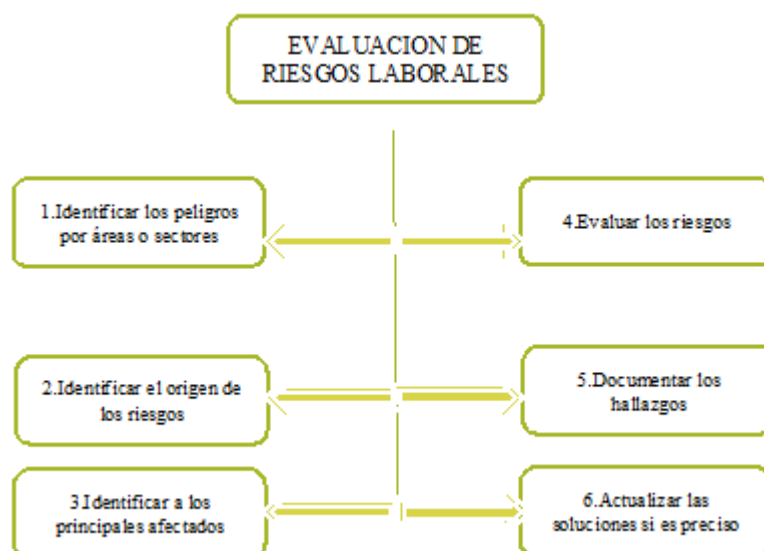 EVALUACION DE
RIESGOS LABORALES
1.Identificar los peligros
por áreas o sectores
2.Identificar el origen de
los riesgos
3.Identificar a los
principales afectados
4.Evaluar los riesgos
5.Documentar los
hallazgos
6.Actualizar las
soluciones si es preciso